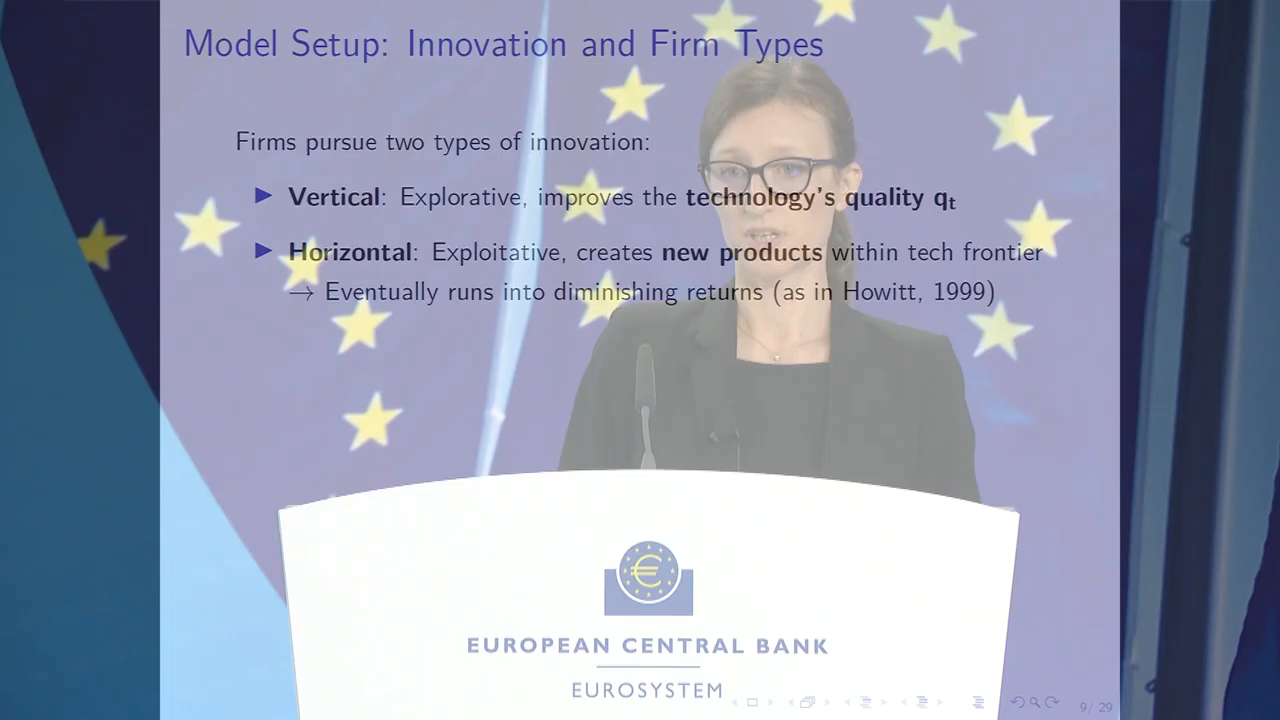 Model Setup: Innovation and Firm Types
Firms pursue two types of innovation:
▶ Vertical: Explorative, improves the technology's quality qt
▶ Horizontal: Exploitative, creates new products within tech frontier
→ Eventually runs into diminishing returns (as in Howitt, 1999)
€
EUROPEAN CENTRAL BANK
EUROSYSTEM
9/ 29